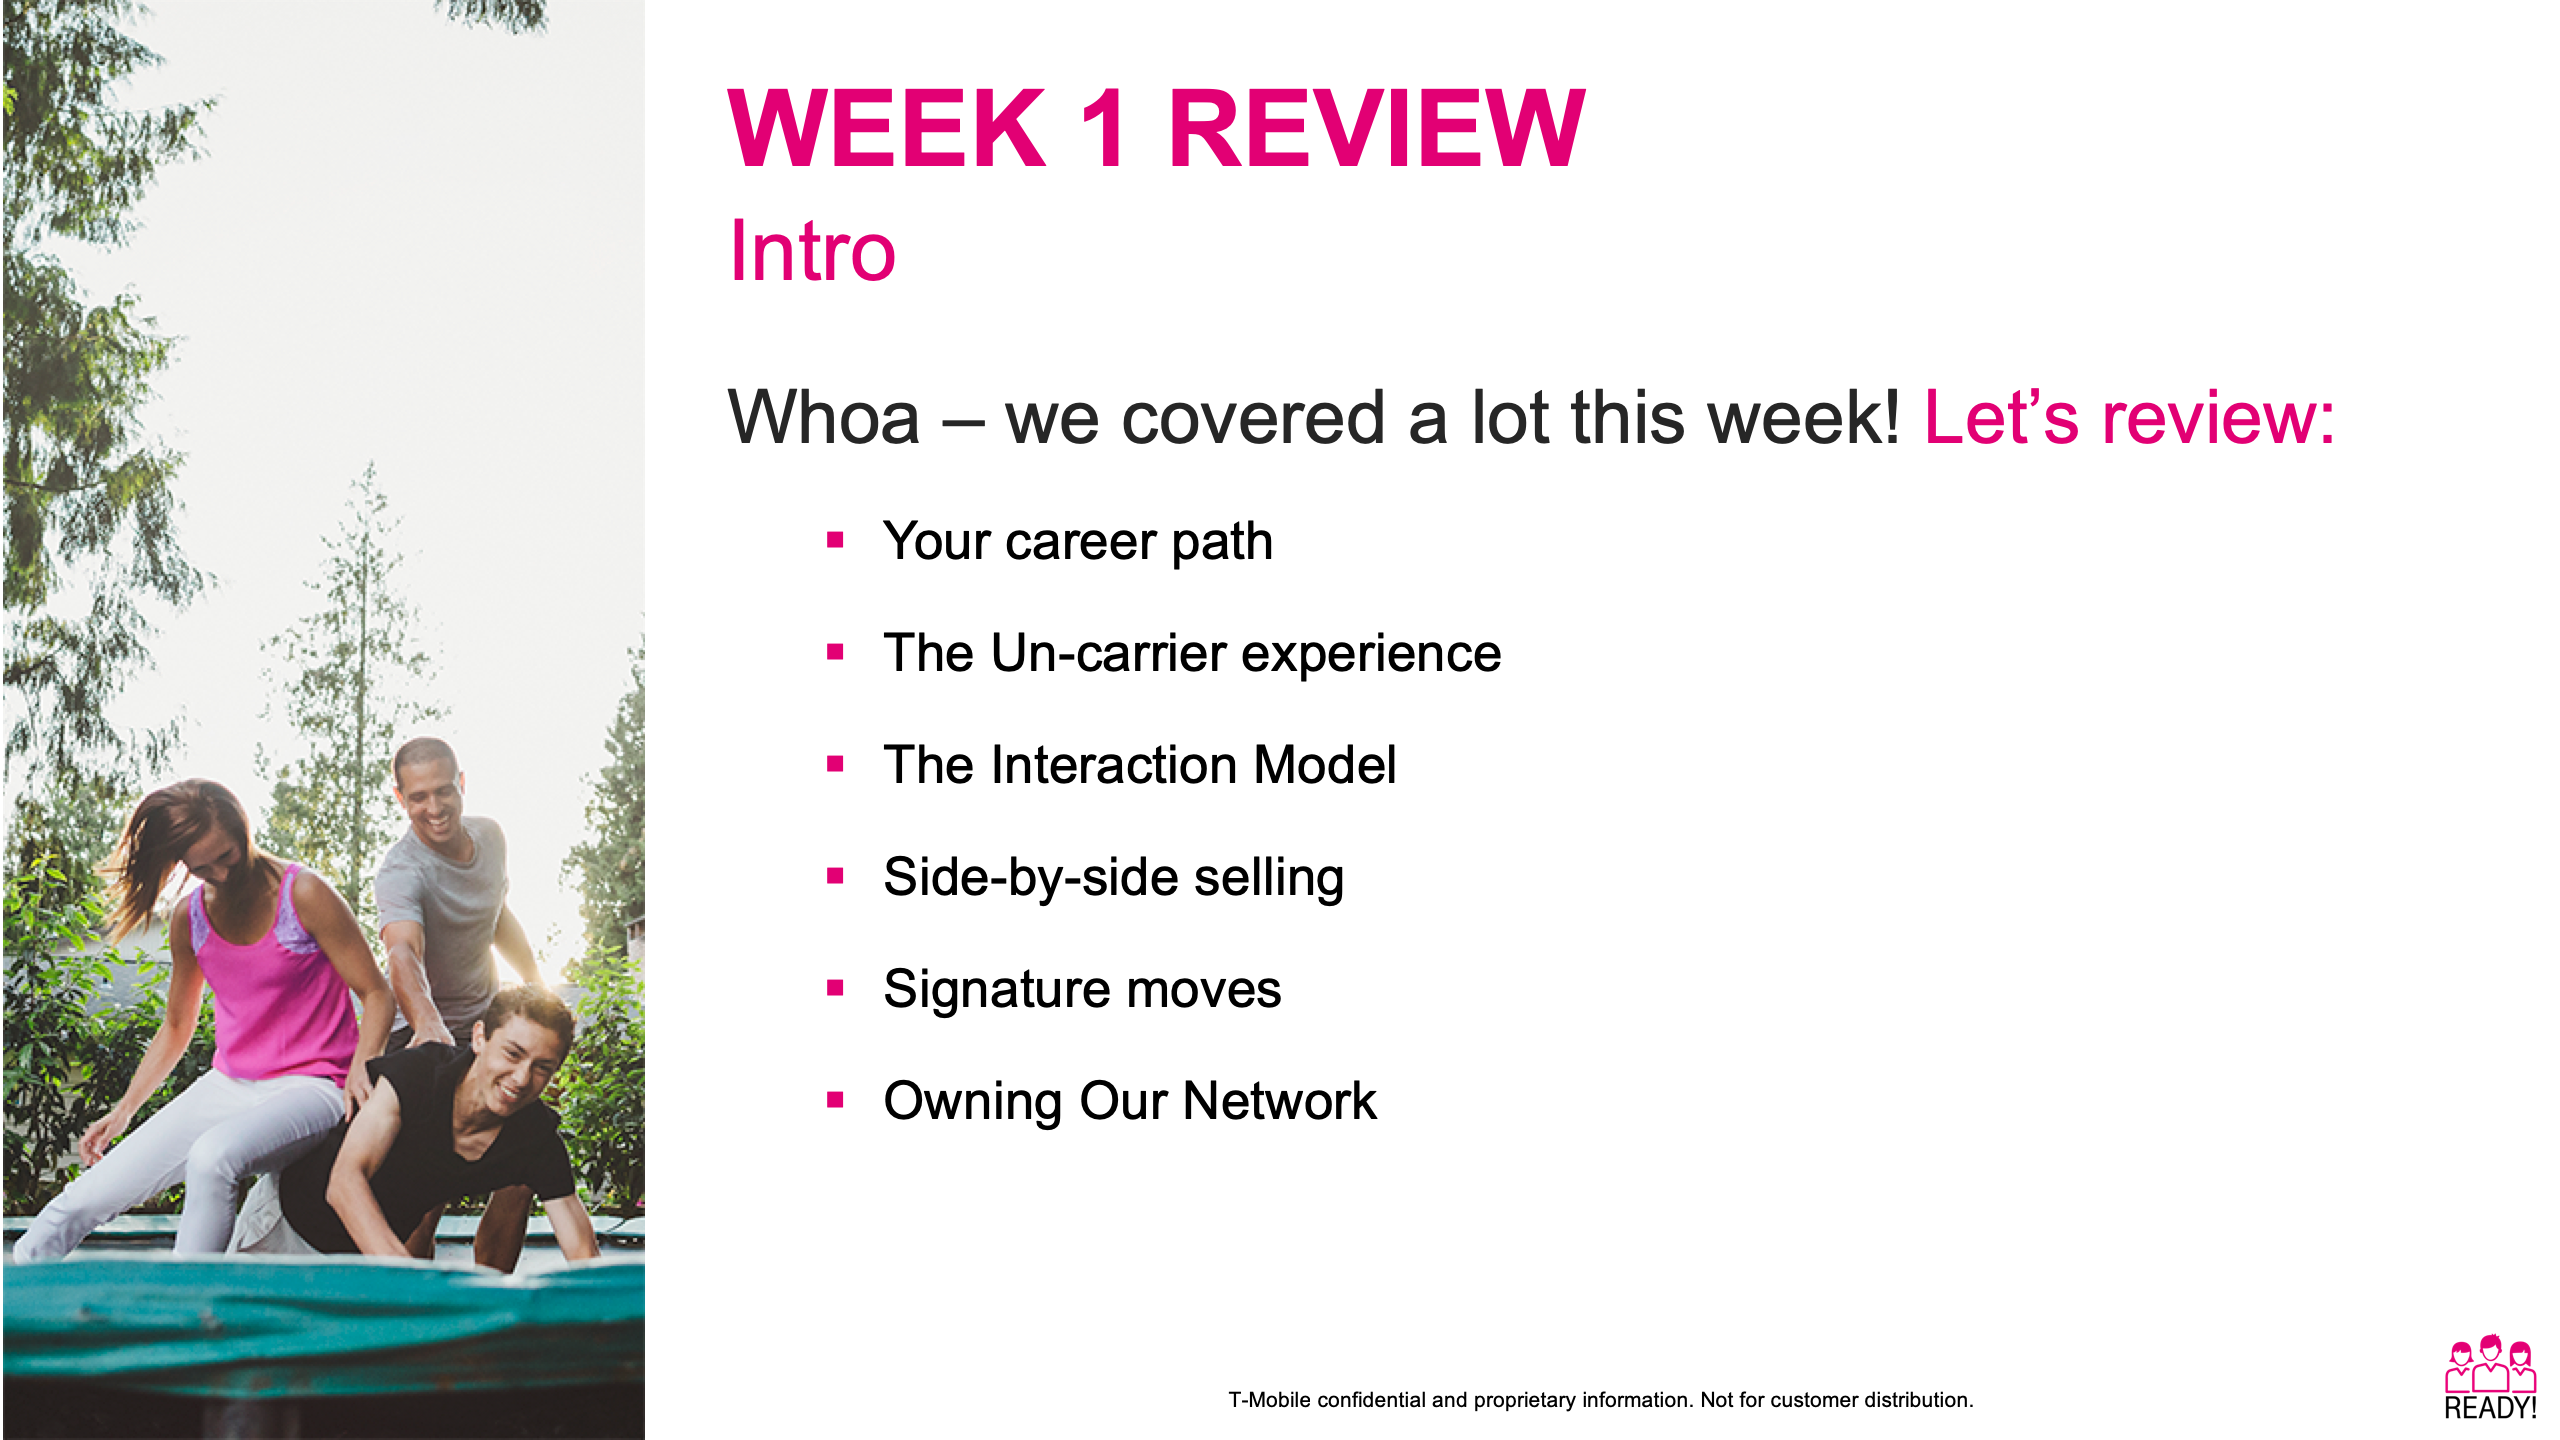 WEEK 1 REVIEW
Intro
Whoa – we covered a lot this week! Let’s review:
Your career path
The Un-carrier experience
The Interaction Model
Side-by-side selling
Signature moves
Owning Our Network
T-Mobile confidential and proprietary information. Not for customer distribution.
READY!